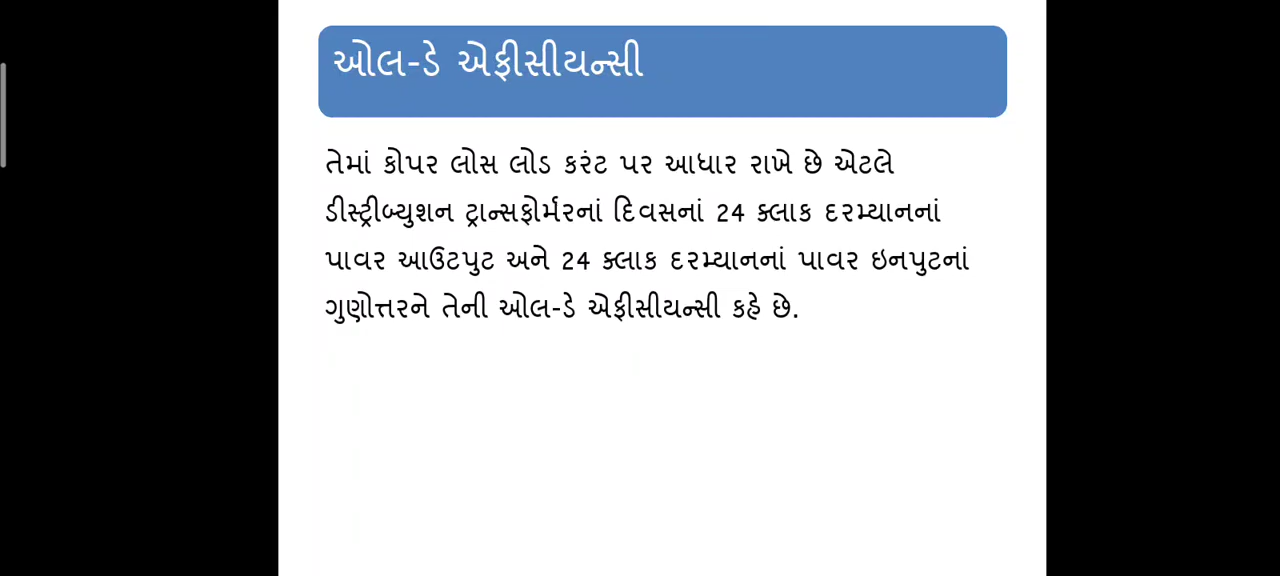 ઓલ-ડે એફીસીયન્સી
તેમાં કોપર લોસ લોડ કરંટ પર આધાર રાખે છે એટલે
ડીસ્ટ્રીબ્યુશન ટ્રાન્સફોર્મરનાં દિવસનાં 24 ક્લાક દરમ્યાનનાં
પાવર આઉટપુટ અને 24 ક્લાક દરમ્યાનનાં પાવર ઇનપુટનાં
ગુણોત્તરને તેની ઓલ-ડે એફીસીયન્સી કહે છે.